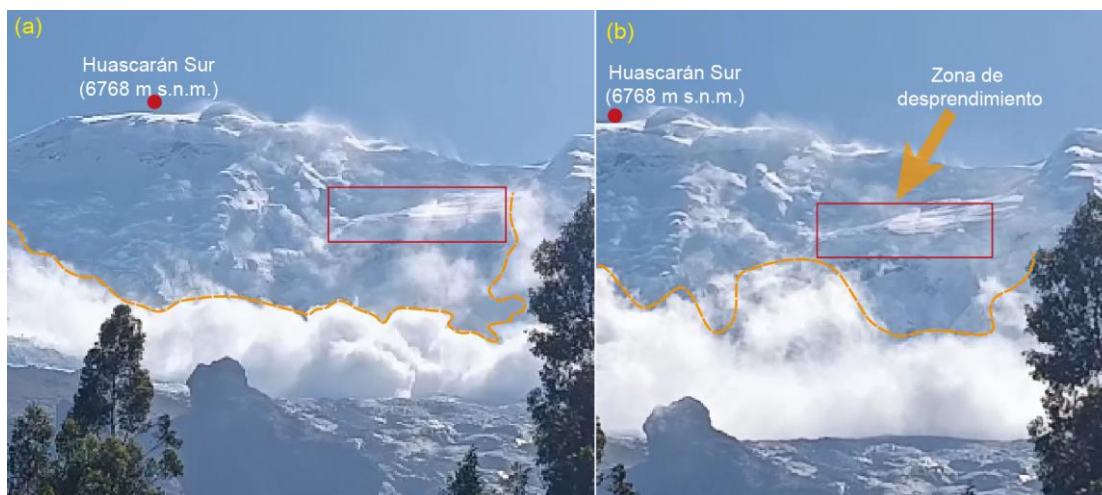 (a)
Huascarán Sur
(6768 m s.n.m.)
(b)
Huascarán Sur
(6768 m s.n.m.)
Zona de
desprendimiento